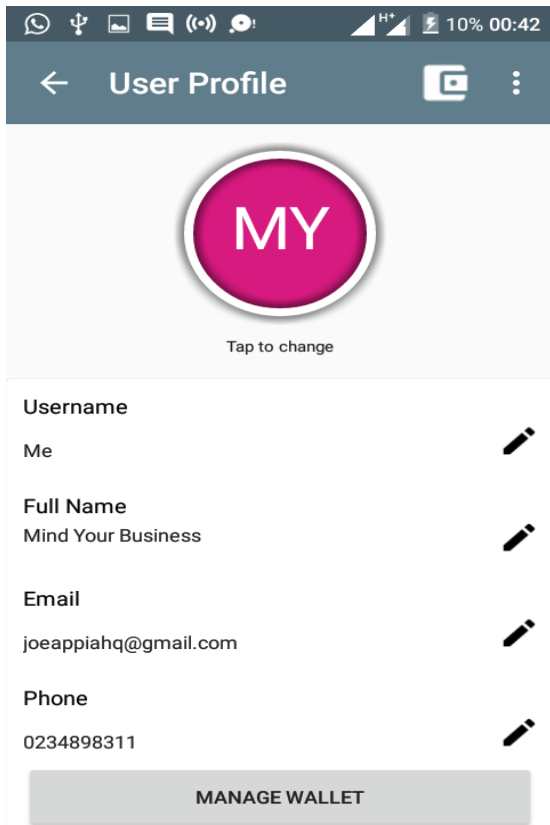 H+ 10% 00:42
User Profile
MY
Tap to change
Username
Me
Full Name
Mind Your Business
Email
joeappiahq@gmail.com
Phone
0234898311
MANAGE WALLET